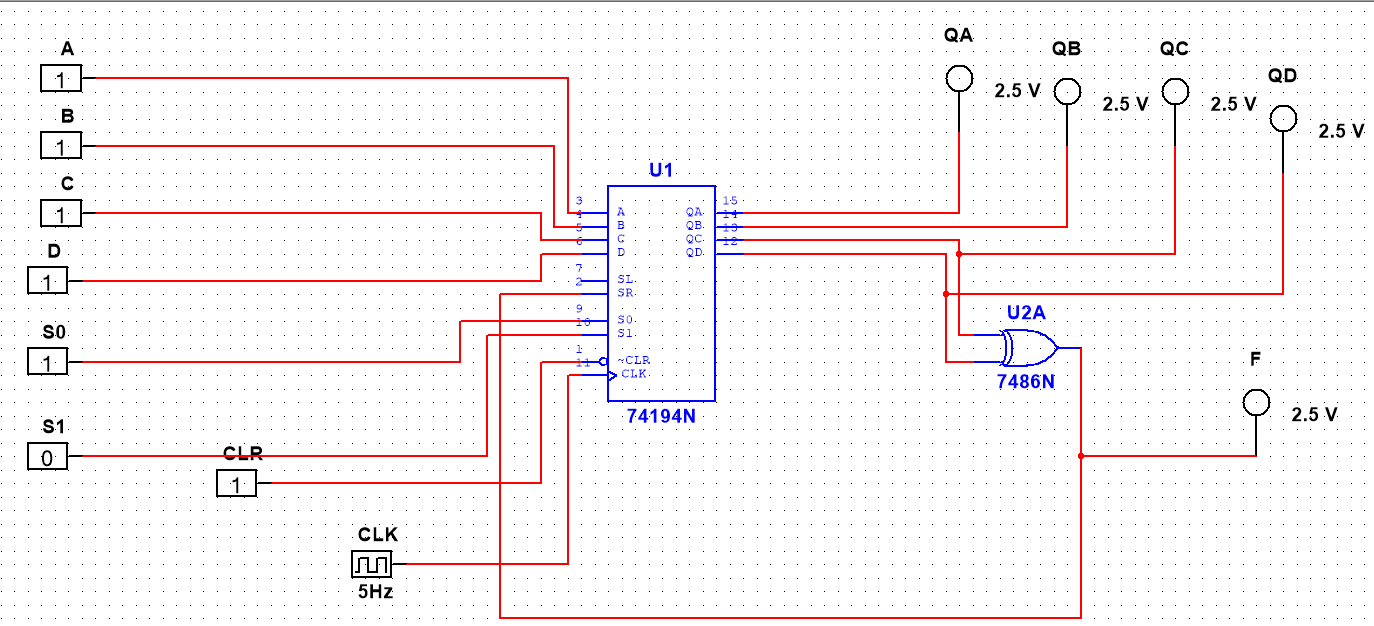 A
1
B
1
C
1
D
1
S0
1
S1
0
CLR
1
CLK
5Hz
U1
3
4
5
6
7
2
9
10
1
11
A
B
C
D
SL
SR
S0
S1
~CLR
CLK
QA
QB
QC
QD
15
14
13
12
74194N
QA
2.5 V
QB
2.5 V
QC
2.5 V
QD
2.5 V
U2A
7486N
F
2.5 V